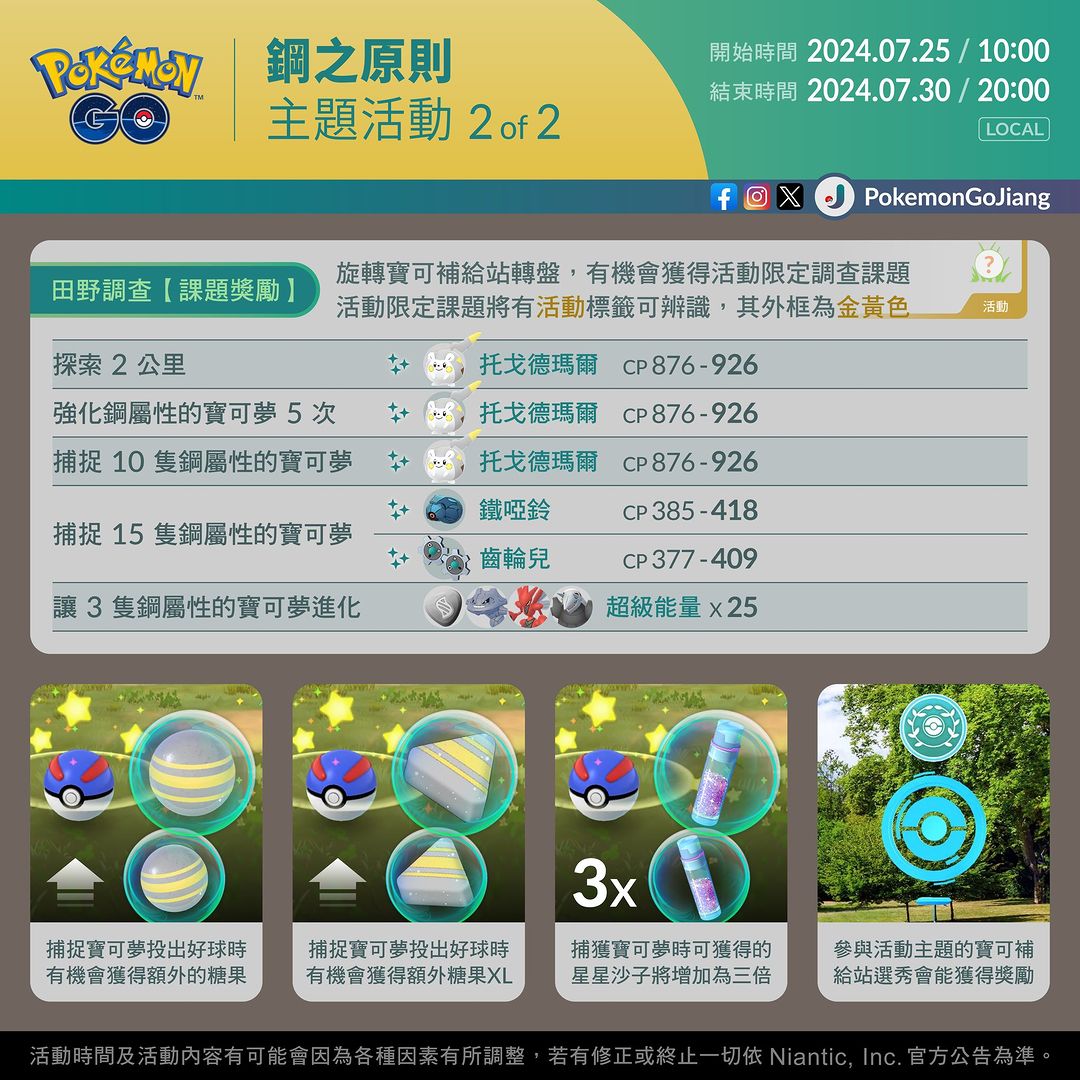 POKÉMON
GO
TM
鋼之原則
主題活動 2 of 2
開始時間 2024.07.25 / 10:00
結束時間 2024.07.30 / 20:00
LOCAL
PokemonGoJiang
田野調查【課題獎勵】
旋轉寶可補給站轉盤，有機會獲得活動限定調查課題
活動限定課題將有活動標籤可辨識，其外框為金黃色
?
活動
探索 2 公里
托戈德瑪爾 CP 876 - 926
強化鋼屬性的寶可夢 5 次
托戈德瑪爾 CP 876 - 926
捕捉 10 隻鋼屬性的寶可夢
托戈德瑪爾 CP 876 - 926
捕捉 15 隻鋼屬性的寶可夢
鐵啞鈴 CP 385 - 418
齒輪兒 CP 377 - 409
讓 3 隻鋼屬性的寶可夢進化
超級能量 x 25
捕捉寶可夢投出好球時
有機會獲得額外的糖果
捕捉寶可夢投出好球時
有機會獲得額外糖果XL
3x
捕獲寶可夢時可獲得的
星星沙子將增加為三倍
參與活動主題的寶可補
給站選秀會能獲得獎勵
活動時間及活動內容有可能會因為各種因素有所調整，若有修正或終止一切依 Niantic, Inc. 官方公告為準。